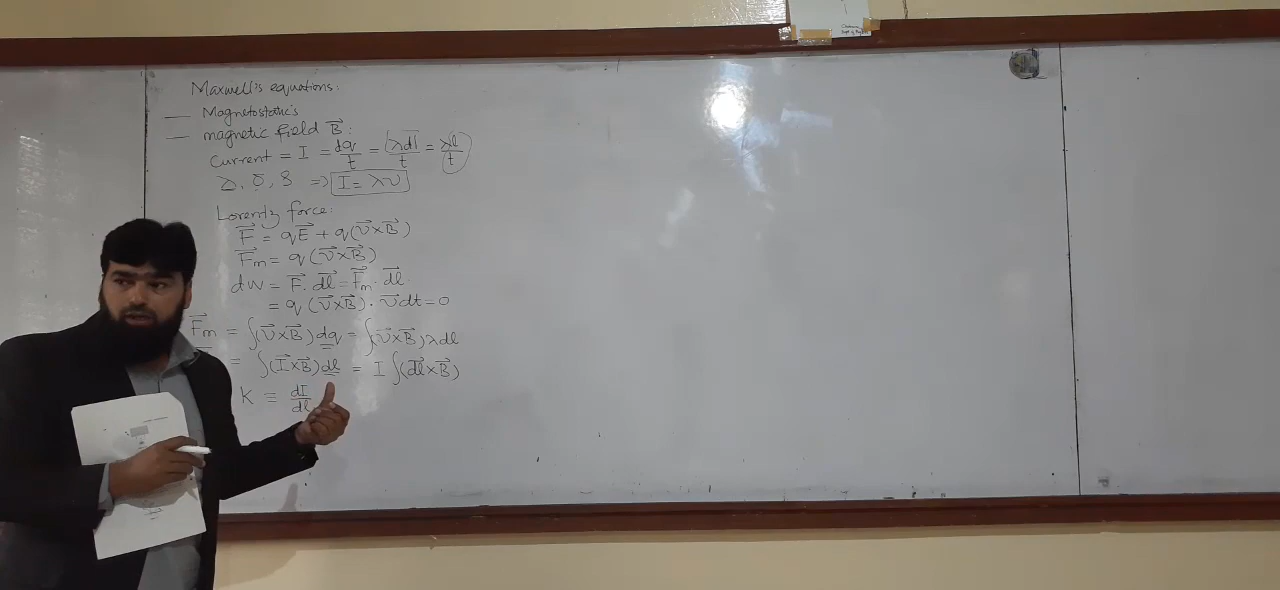 Maxwell's equations:
— Magnetostatics
— magnetic field B⃗:
Current = I = dq/t = (λdl)/t = λl/t
λ, σ, ρ ⇒ I = λv
Lorentz force:
F⃗ = qE⃗ + q(v⃗×B⃗)
F⃗m = q(v⃗×B⃗)
dw = F⃗. dl⃗ = F⃗m. dl⃗.
= q(v⃗×B⃗). v⃗dt = 0
F⃗m = ∫(v⃗×B⃗)dq = ∫(v⃗×B⃗)λdl
= ∫(I⃗×B⃗)dl = I∫(dl⃗×B⃗)
K ≡ dI/dl